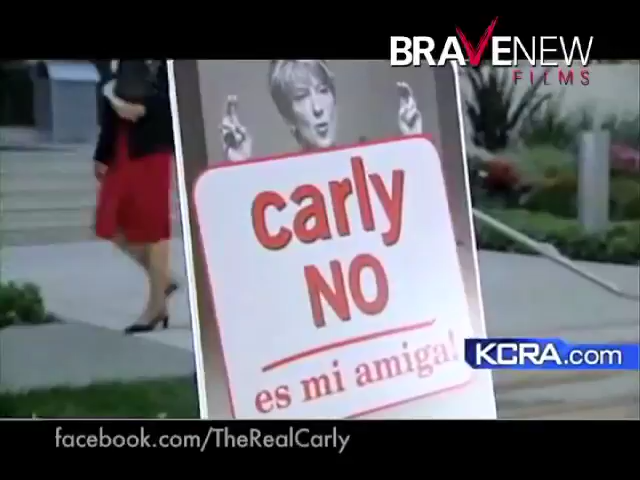 BRAVENEW
FILMS
carly
NO
es mi amiga!
KCRA.com
facebook.com/TheRealCarly